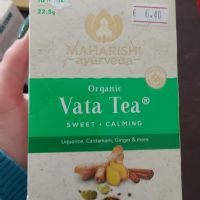 22.5g
€ 6.40
MAHARISHI
ayurveda
Organic
Vata Tea®
SWEET • CALMING
Liquorice, Cardamom, Ginger & more